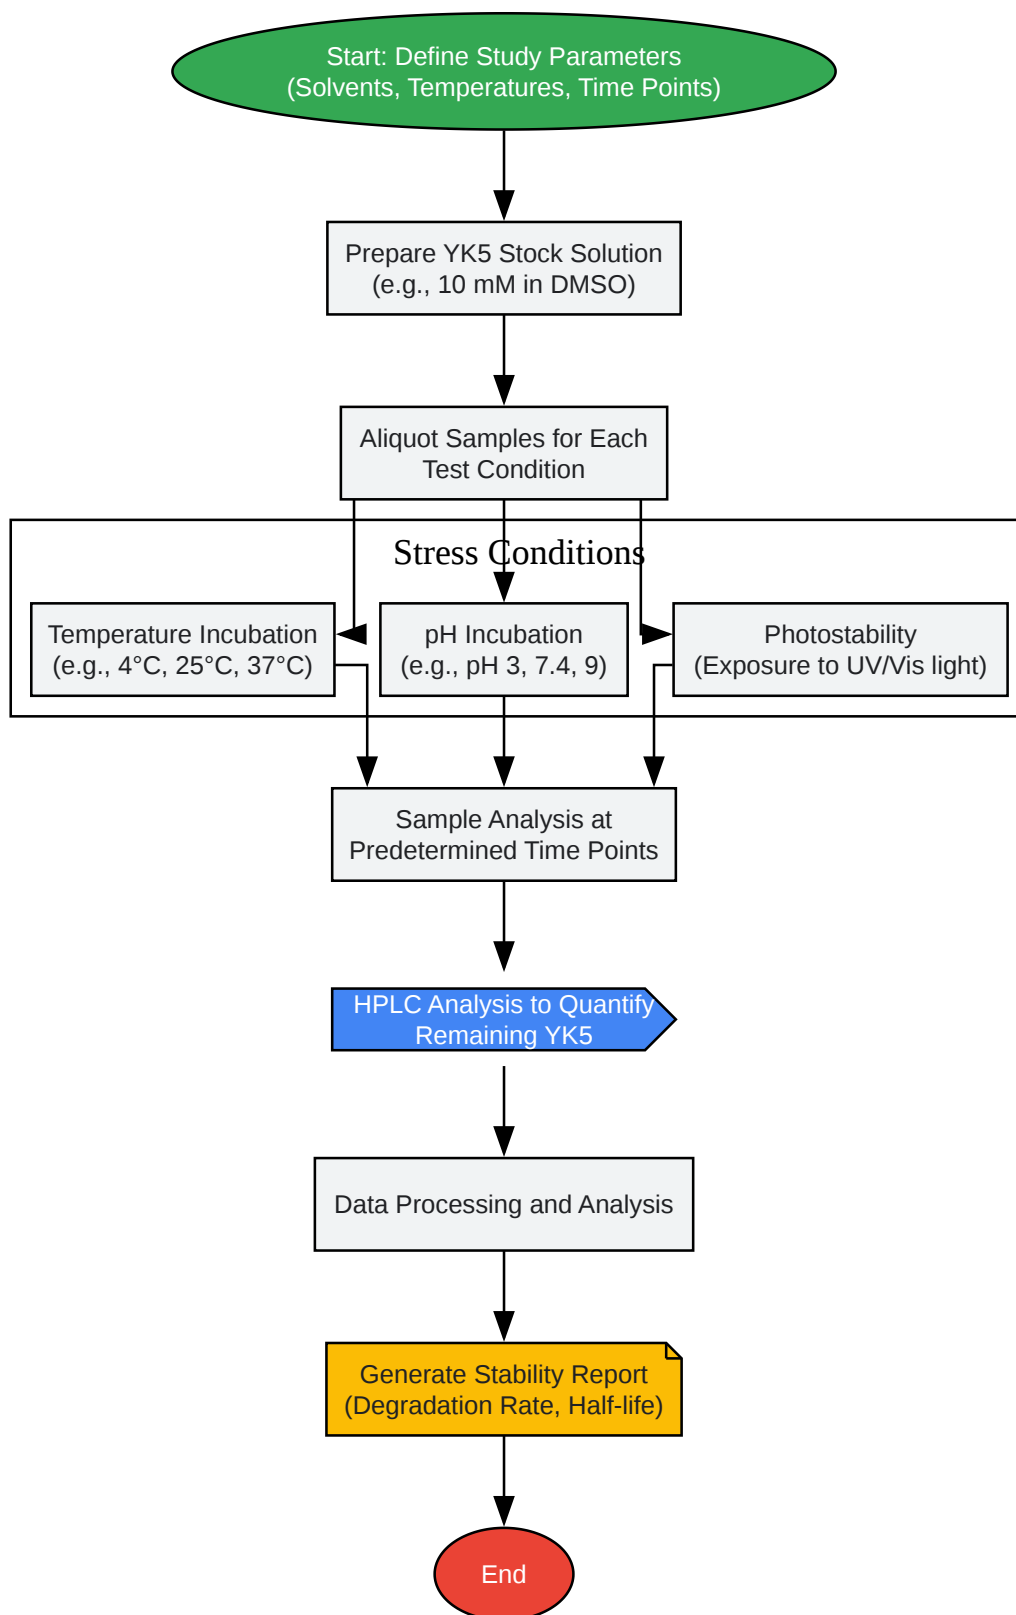 Start: Define Study Parameters
(Solvents, Temperatures, Time Points)
Prepare YK5 Stock Solution
(e.g., 10 mM in DMSO)
Aliquot Samples for Each
Test Condition
Stress Conditions
Temperature Incubation
(e.g., 4°C, 25°C, 37°C)
pH Incubation
(e.g., pH 3, 7.4, 9)
Photostability
(Exposure to UV/Vis light)
Sample Analysis at
Predetermined Time Points
HPLC Analysis to Quantify
Remaining YK5
Data Processing and Analysis
Generate Stability Report
(Degradation Rate, Half-life)
End